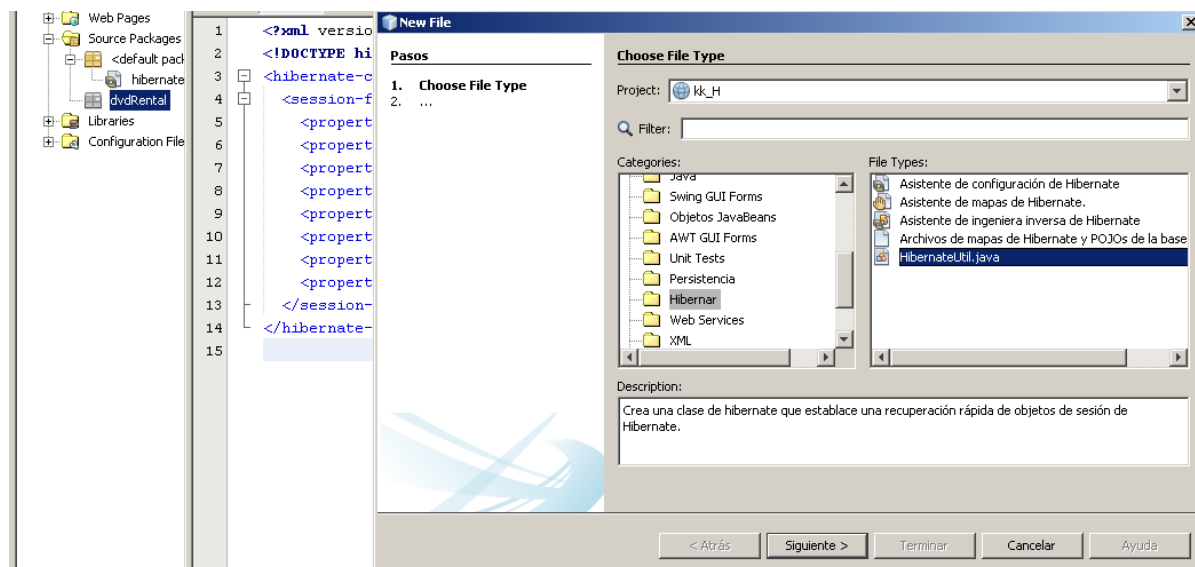 Web Pages
Source Packages
<default pack
hibernate
dvdRental
Libraries
Configuration File
1 <?xml versio
2 <!DOCTYPE hi
3 <hibernate-c
4 <session-f
5 <propert
6 <propert
7 <propert
8 <propert
9 <propert
10 <propert
11 <propert
12 <propert
13 </session-
14 </hibernate-
15
New File
Pasos
1. Choose File Type
2. ...
Choose File Type
Project: kk_H
Filter:
Categories:
Java
Swing GUI Forms
Objetos JavaBeans
AWT GUI Forms
Unit Tests
Persistencia
Hibernar
Web Services
XML
File Types:
Asistente de configuración de Hibernate
Asistente de mapas de Hibernate.
Asistente de ingeniera inversa de Hibernate
Archivos de mapas de Hibernate y POJOs de la base
HibernateUtil.java
Description:
Crea una clase de hibernate que establace una recuperación rápida de objetos de sesión de
Hibernate.
< Atrás
Siguiente >
Terminar
Cancelar
Ayuda